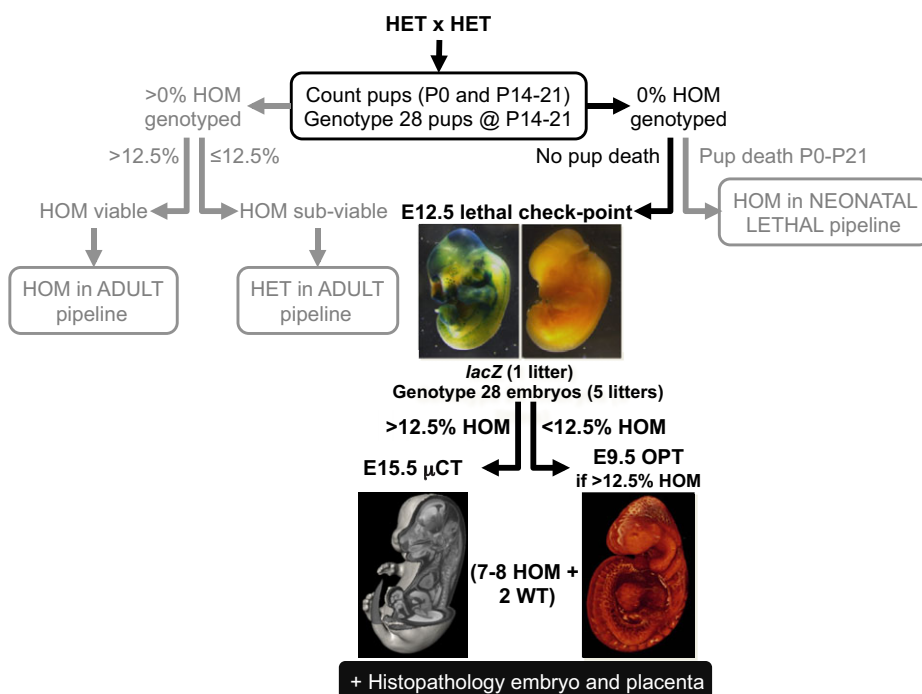 HET x HET
Count pups (P0 and P14-21)
Genotype 28 pups @ P14-21
>0% HOM
genotyped
0% HOM
genotyped
>12.5%
≤12.5%
No pup death
Pup death P0-P21
HOM viable
HOM sub-viable
E12.5 lethal check-point
HOM in NEONATAL
LETHAL pipeline
HOM in ADULT
pipeline
HET in ADULT
pipeline
lacZ (1 litter)
Genotype 28 embryos (5 litters)
>12.5% HOM
<12.5% HOM
E15.5 μCT
E9.5 OPT
if >12.5% HOM
(7-8 HOM +
2 WT)
+ Histopathology embryo and placenta